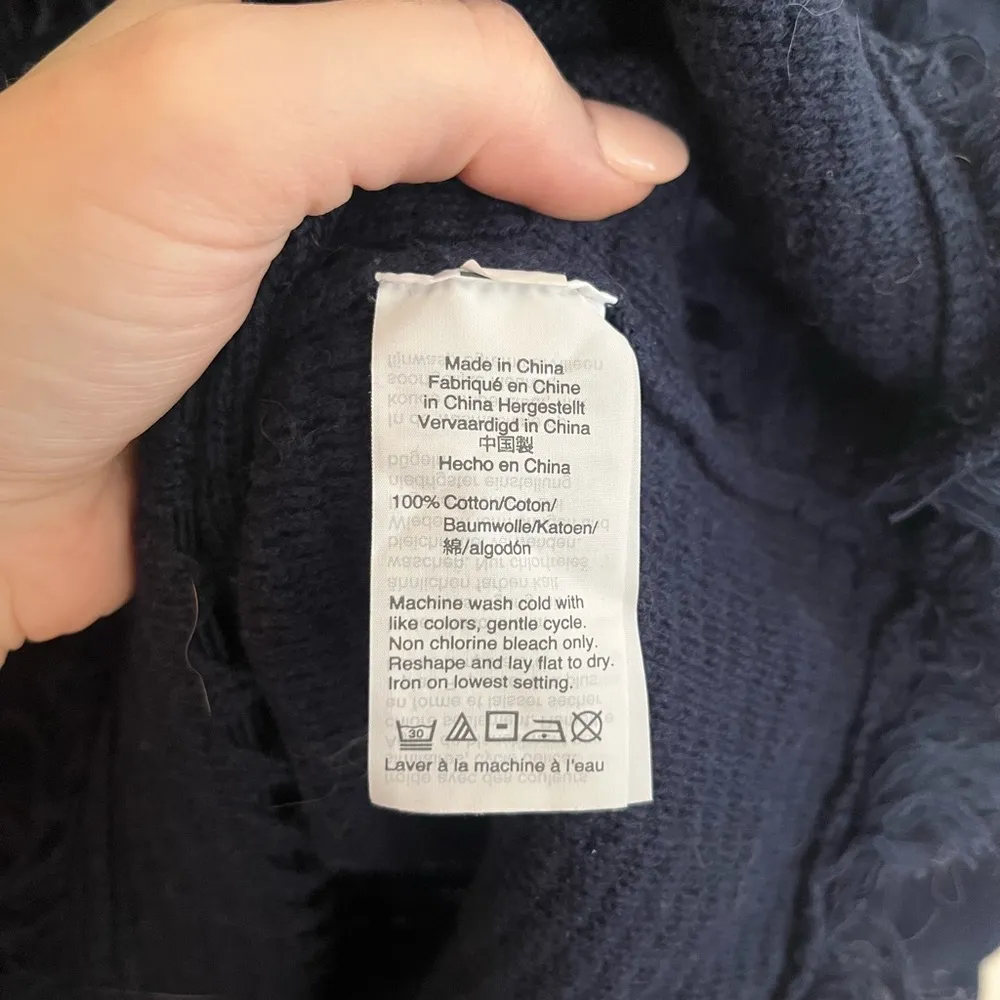 Made in China
Fabriqué en Chine
in China Hergestellt
Vervaardigd in China
中国製
Hecho en China
100% Cotton/Coton/
Baumwolle/Katoen/
綿/algodón
Machine wash cold with
like colors, gentle cycle.
Non chlorine bleach only.
Reshape and lay flat to dry.
Iron on lowest setting.
30
Laver à la machine à l'eau